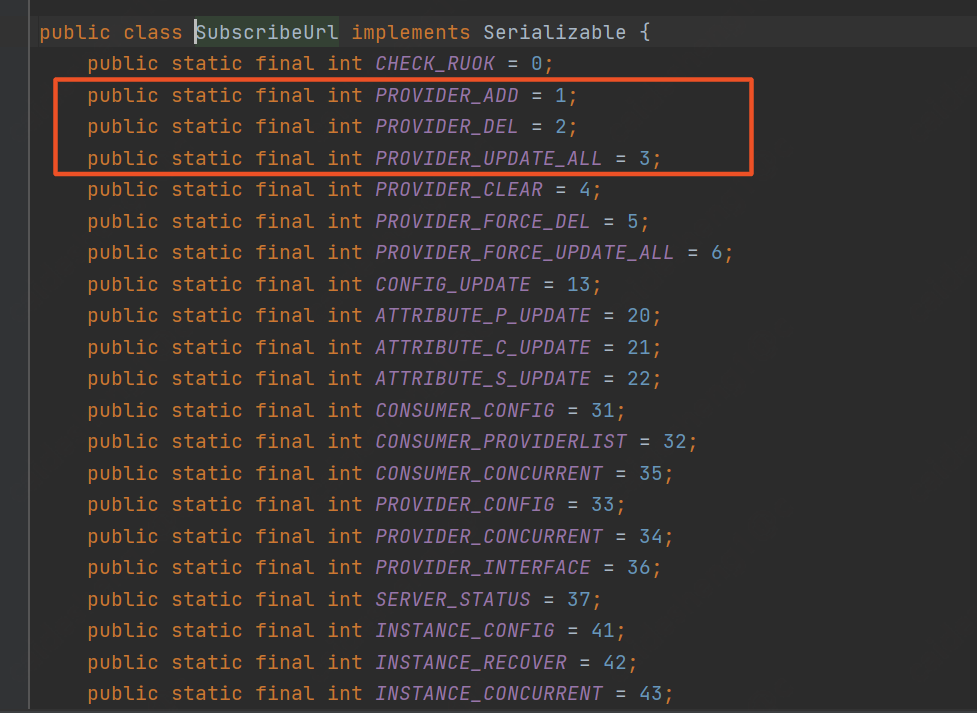 public class SubscribeUrl implements Serializable {
public static final int CHECK_RUOK = 0;
public static final int PROVIDER_ADD = 1;
public static final int PROVIDER_DEL = 2;
public static final int PROVIDER_UPDATE_ALL = 3;
public static final int PROVIDER_CLEAR = 4;
public static final int PROVIDER_FORCE_DEL = 5;
public static final int PROVIDER_FORCE_UPDATE_ALL = 6;
public static final int CONFIG_UPDATE = 13;
public static final int ATTRIBUTE_P_UPDATE = 20;
public static final int ATTRIBUTE_C_UPDATE = 21;
public static final int ATTRIBUTE_S_UPDATE = 22;
public static final int CONSUMER_CONFIG = 31;
public static final int CONSUMER_PROVIDERLIST = 32;
public static final int CONSUMER_CONCURRENT = 35;
public static final int PROVIDER_CONFIG = 33;
public static final int PROVIDER_CONCURRENT = 34;
public static final int PROVIDER_INTERFACE = 36;
public static final int SERVER_STATUS = 37;
public static final int INSTANCE_CONFIG = 41;
public static final int INSTANCE_RECOVER = 42;
public static final int INSTANCE_CONCURRENT = 43;